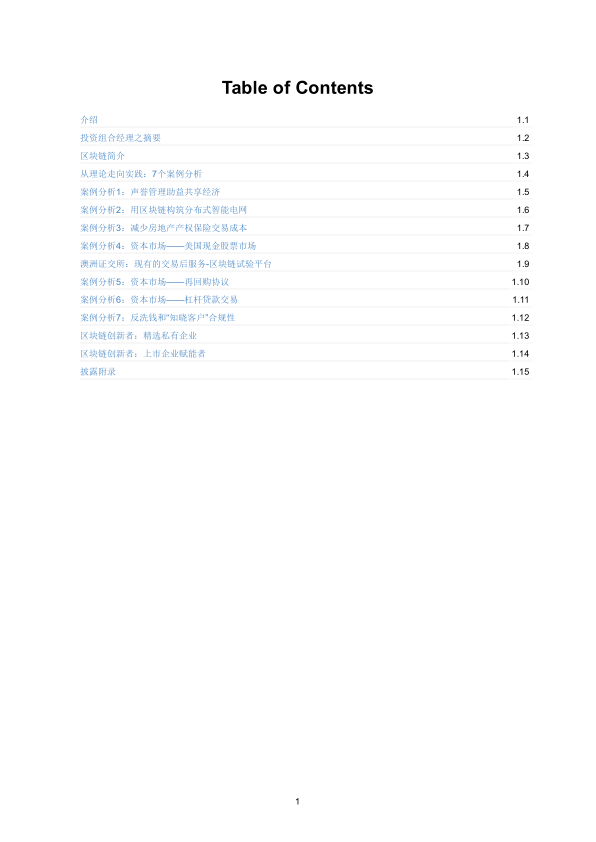 Table of Contents
介绍 1.1
投资组合经理之摘要 1.2
区块链简介 1.3
从理论走向实践：7个案例分析 1.4
案例分析1：声誉管理助益共享经济 1.5
案例分析2：用区块链构筑分布式智能电网 1.6
案例分析3：减少房地产产权保险交易成本 1.7
案例分析4：资本市场——美国现金股票市场 1.8
澳洲证交所：现有的交易后服务-区块链试验平台 1.9
案例分析5：资本市场——再回购协议 1.10
案例分析6：资本市场——杠杆贷款交易 1.11
案例分析7：反洗钱和“知晓客户”合规性 1.12
区块链创新者：精选私有企业 1.13
区块链创新者：上市企业赋能者 1.14
披露附录 1.15
1